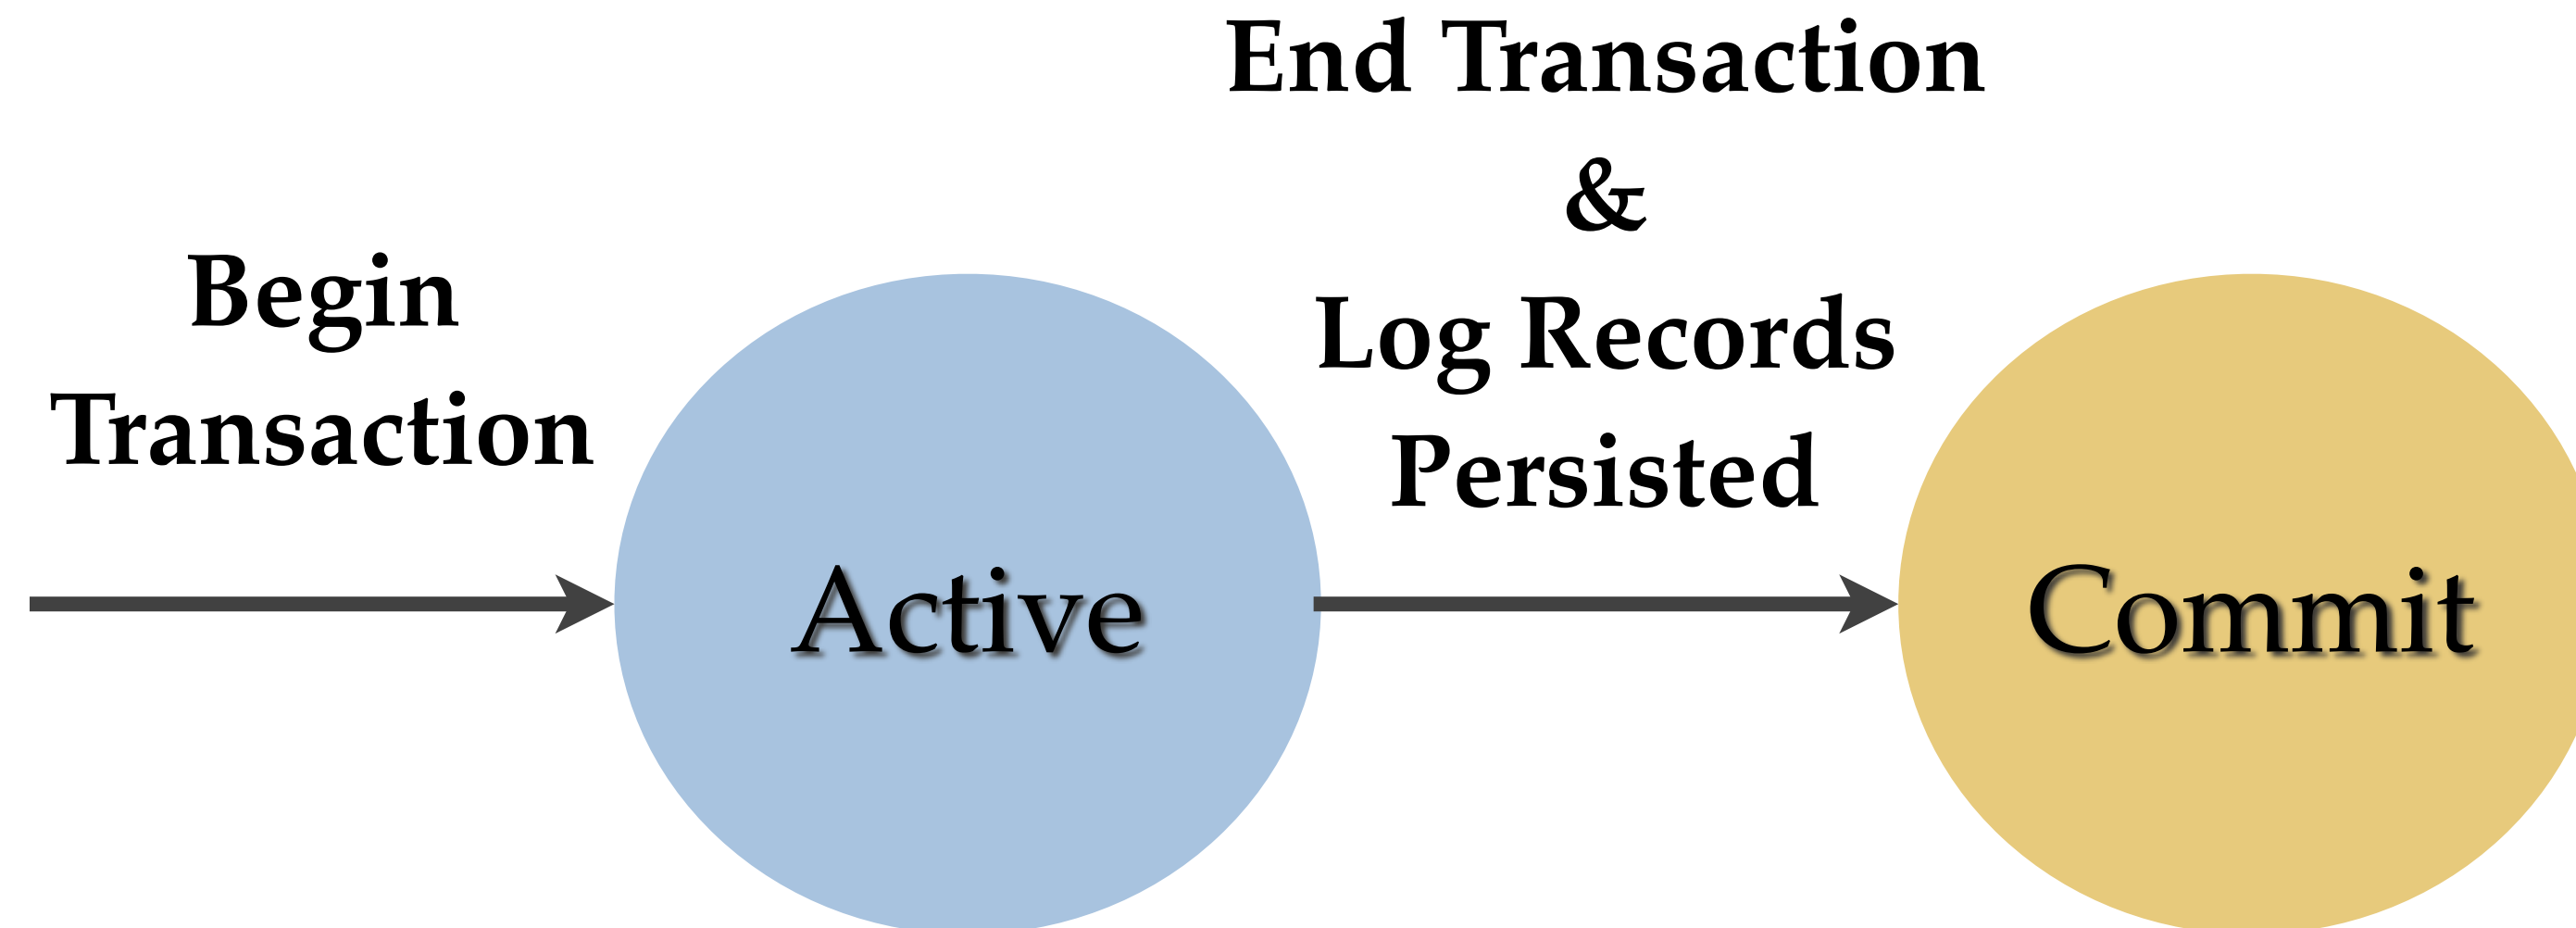 Begin
Transaction
Active
End Transaction
&
Log Records
Persisted
Commit